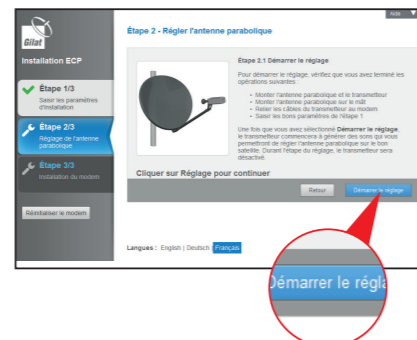 Aide
Gilat
Installation ECP
Étape 1/3
Saisir les paramètres
d'installation
Étape 2/3
Réglage de l'antenne
parabolique
Étape 3/3
Installation du modem
Réinitialiser le modem
Étape 2 - Régler l'antenne parabolique
Étape 2.1 Démarrer le réglage
Pour démarrer le réglage, vérifiez que vous avez terminé les
opérations suivantes :
• Monter l'antenne parabolique et le transmetteur
• Monter l'antenne parabolique sur le mât
• Relier les câbles du transmetteur au modem
• Saisir les bons paramètres de l'étape 1
Une fois que vous avez sélectionné Démarrer le réglage,
le transmetteur commencera à générer des sons qui vous
permettront de régler l'antenne parabolique sur le bon
satellite. Durant l'étape du réglage, le transmetteur sera
désactivé.
Cliquer sur Réglage pour continuer
Retour
Démarrer le réglage
Langues : English | Deutsch | Français
Démarrer le régla